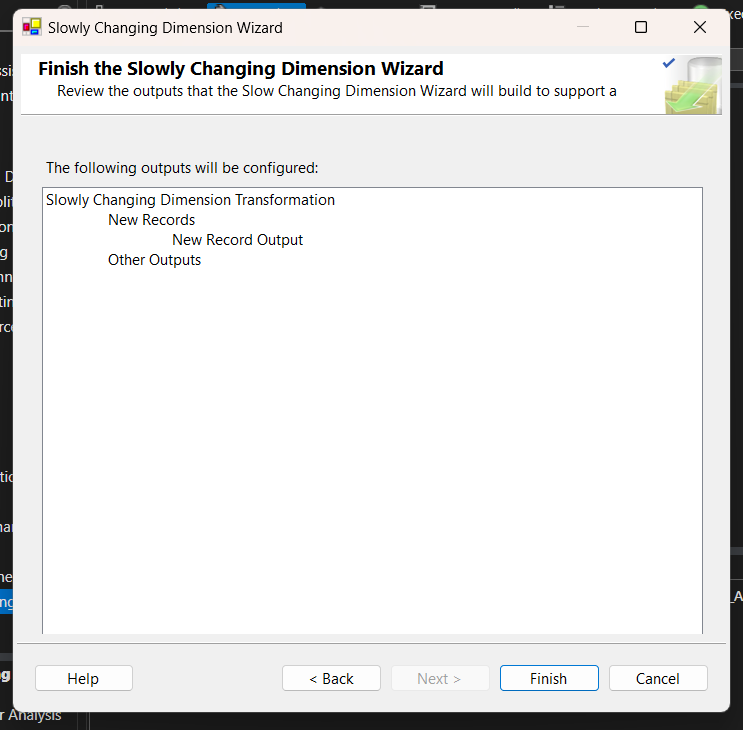 Slowly Changing Dimension Wizard
Finish the Slowly Changing Dimension Wizard
Review the outputs that the Slow Changing Dimension Wizard will build to support a
The following outputs will be configured:
Slowly Changing Dimension Transformation
New Records
New Record Output
Other Outputs
Help
< Back
Next >
Finish
Cancel
r Analysis